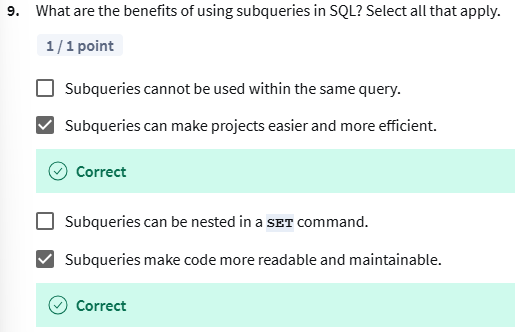 9. What are the benefits of using subqueries in SQL? Select all that apply.
1 / 1 point
Subqueries cannot be used within the same query.
Subqueries can make projects easier and more efficient.
Correct
Subqueries can be nested in a SET command.
Subqueries make code more readable and maintainable.
Correct